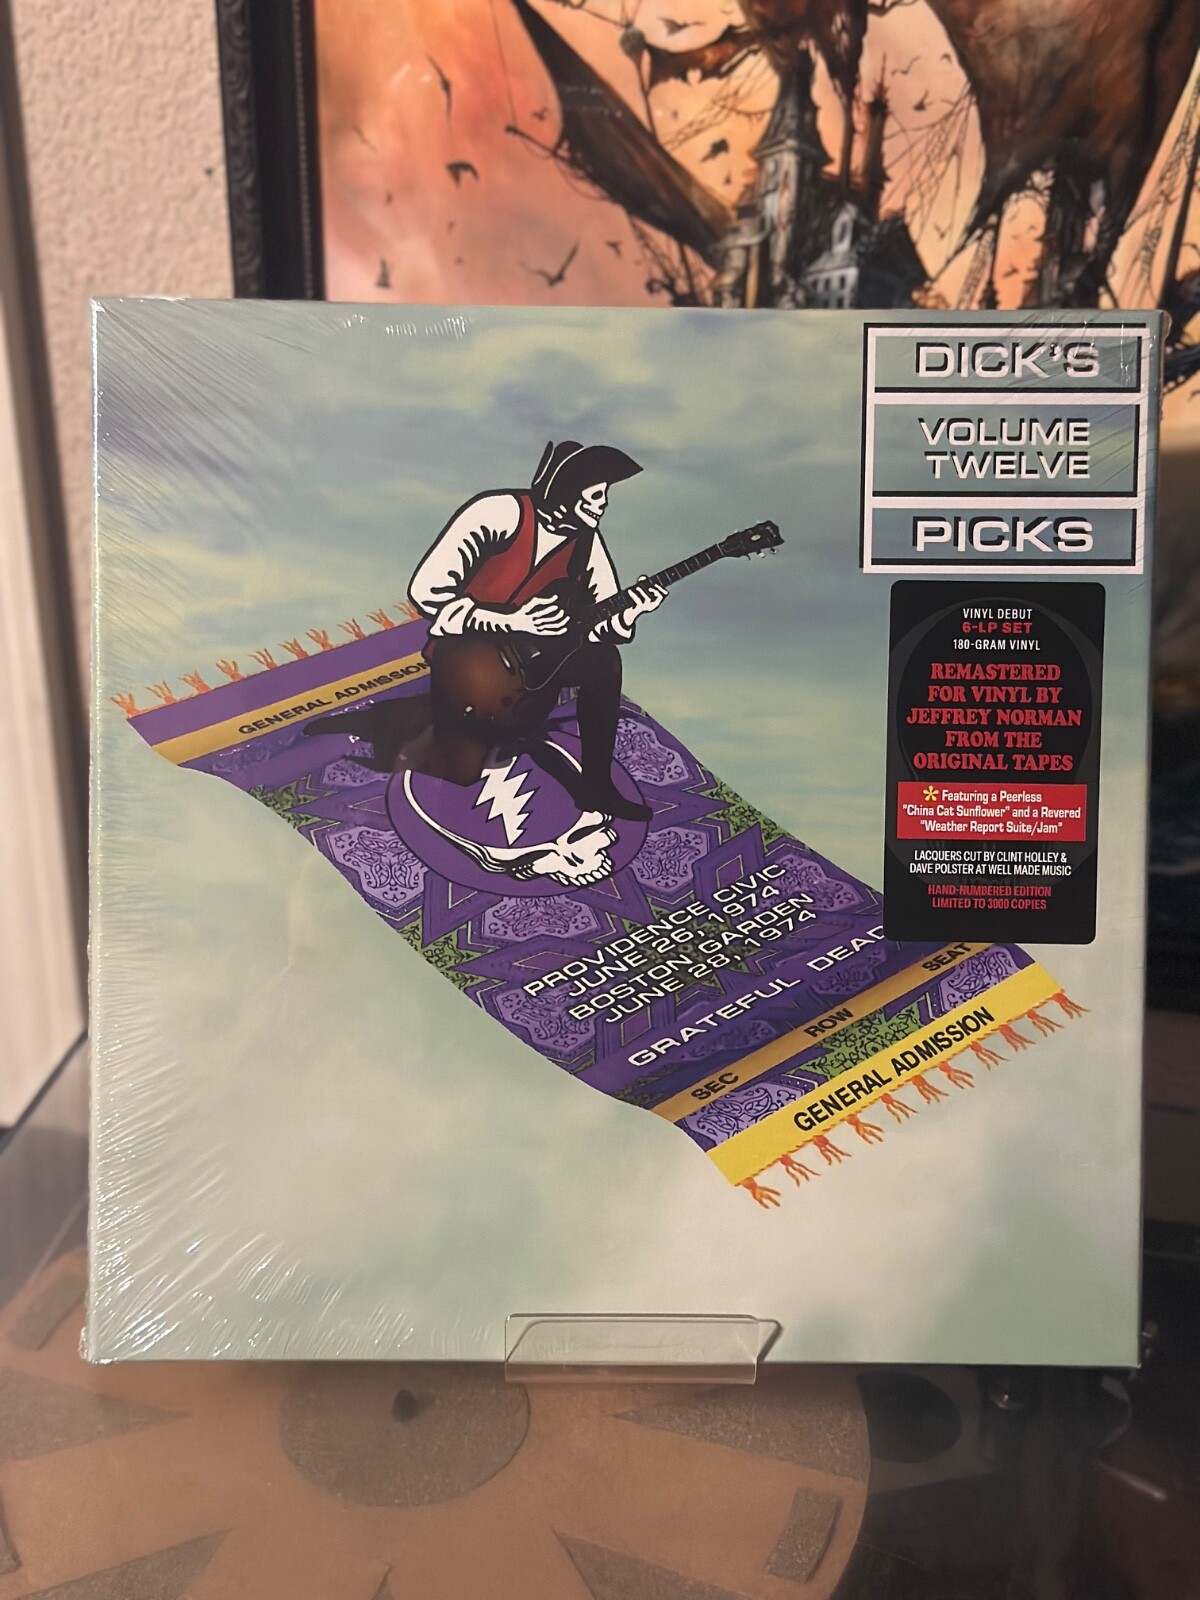 DICK'S
VOLUME
TWELVE
PICKS
VINYL DEBUT
6-LP SET
180-GRAM VINYL
REMASTERED
FOR VINYL BY
JEFFREY NORMAN
FROM THE
ORIGINAL TAPES
* Featuring a Peerless
"China Cat Sunflower" and a Revered
"Weather Report Suite/Jam"
LACQUERS CUT BY CLINT HOLLEY &
DAVE POLSTER AT WELL MADE MUSIC
HAND-NUMBERED EDITION
LIMITED TO 3000 COPIES
GENERAL ADMISSION
PROVIDENCE CIVIC
JUNE 26, 1974
BOSTON GARDEN
JUNE 28, 1974
GRATEFUL DEAD
SEC ROW SEAT
GENERAL ADMISSION